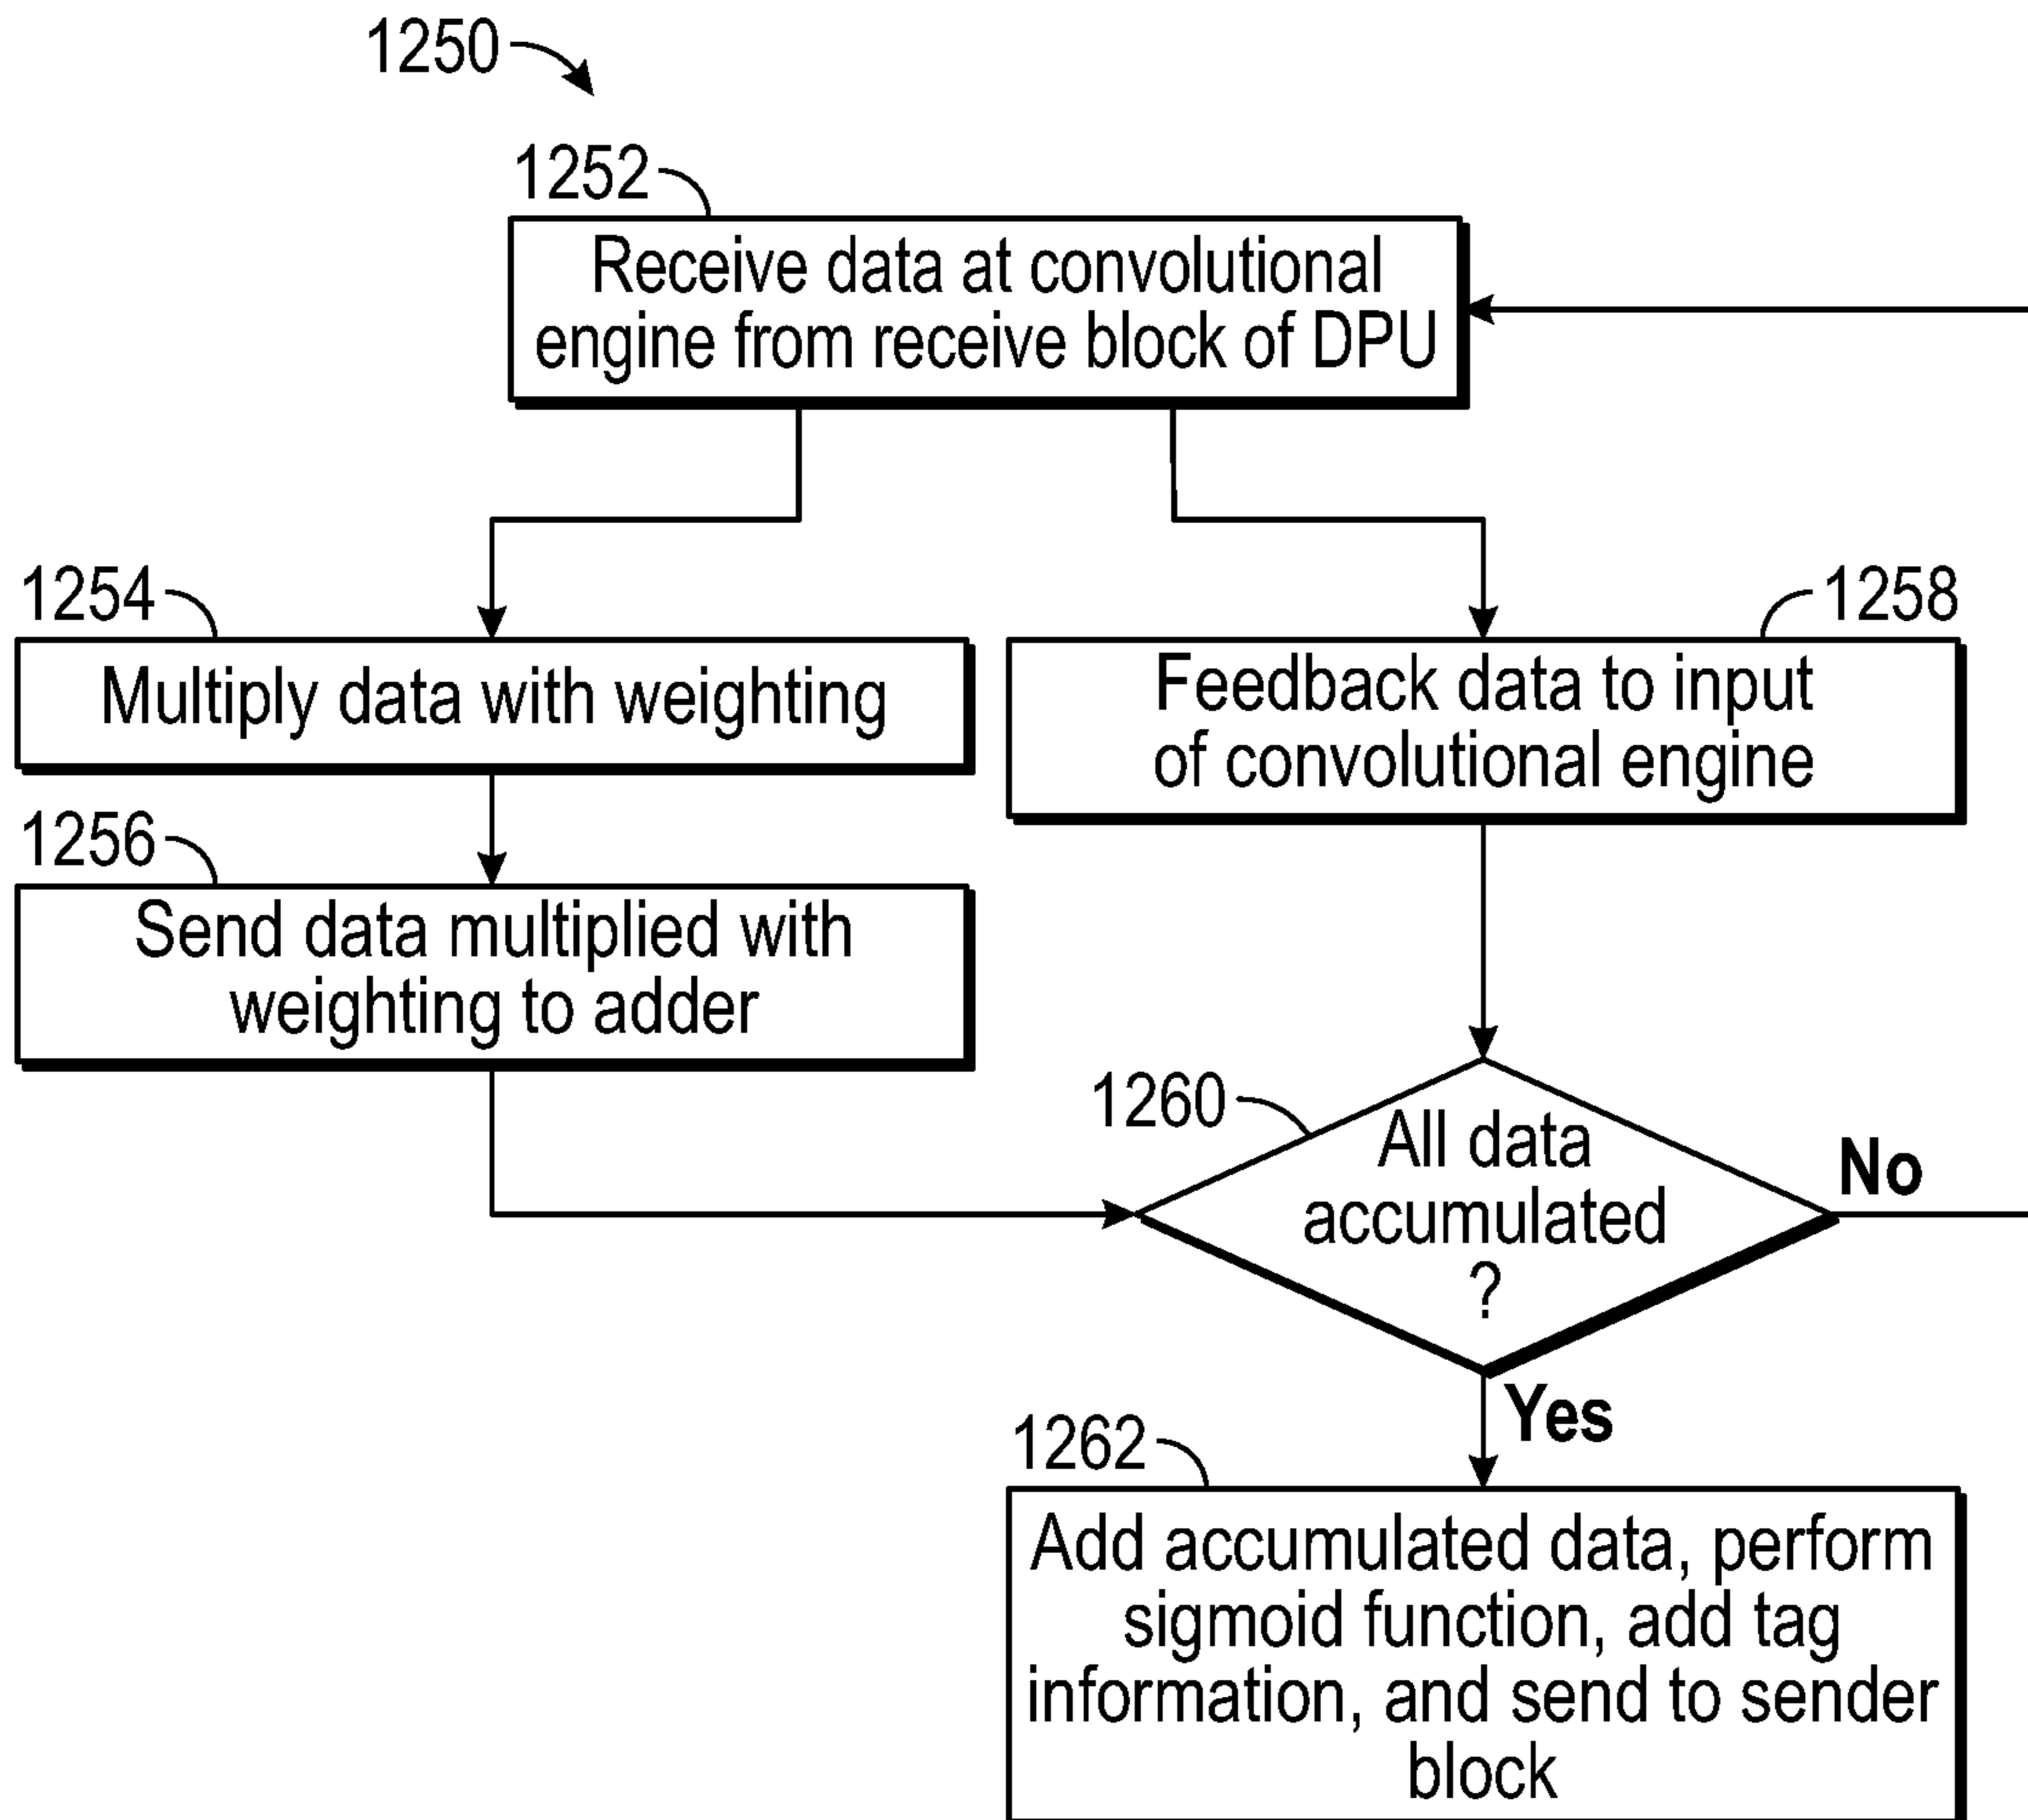 1250
1252
Receive data at convolutional
engine from receive block of DPU
1254
Multiply data with weighting
1258
Feedback data to input
of convolutional engine
1256
Send data multiplied with
weighting to adder
1260
All data
accumulated
?
No
Yes
1262
Add accumulated data, perform
sigmoid function, add tag
information, and send to sender
block